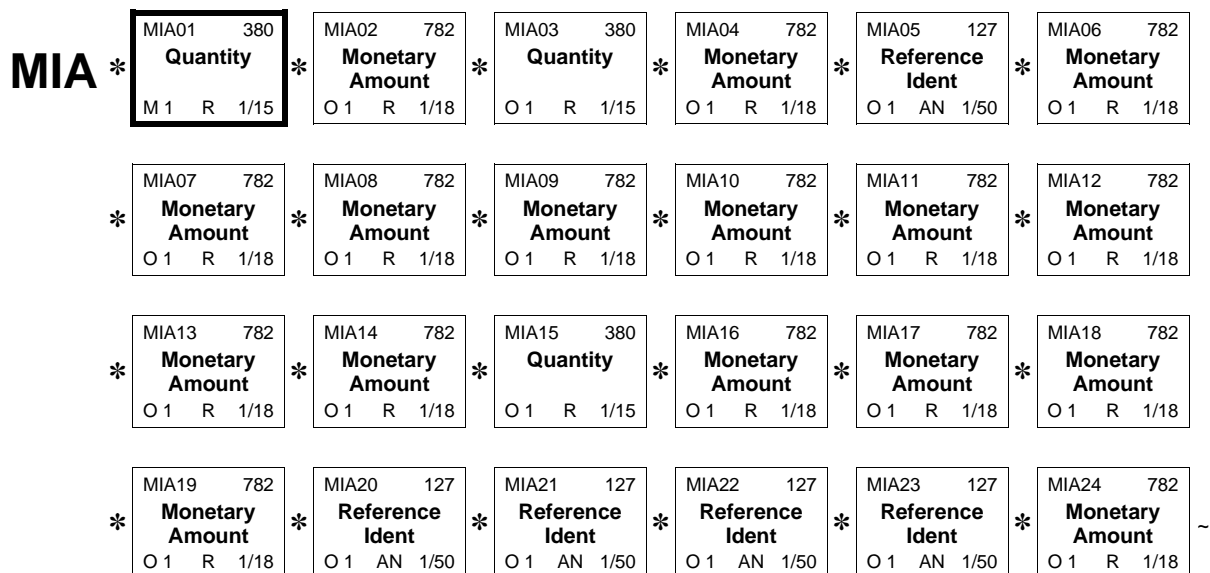 MIA01 380 MIA02 782 MIA03 380 MIA04 782 MIA05 127 MIA06 782
MIA * Quantity * Monetary Amount * Quantity * Monetary Amount * Reference Ident * Monetary Amount
M 1 R 1/15 O 1 R 1/18 O 1 R 1/15 O 1 R 1/18 O 1 AN 1/50 O 1 R 1/18
MIA07 782 MIA08 782 MIA09 782 MIA10 782 MIA11 782 MIA12 782
* Monetary Amount * Monetary Amount * Monetary Amount * Monetary Amount * Monetary Amount * Monetary Amount
O 1 R 1/18 O 1 R 1/18 O 1 R 1/18 O 1 R 1/18 O 1 R 1/18 O 1 R 1/18
MIA13 782 MIA14 782 MIA15 380 MIA16 782 MIA17 782 MIA18 782
* Monetary Amount * Monetary Amount * Quantity * Monetary Amount * Monetary Amount * Monetary Amount
O 1 R 1/18 O 1 R 1/18 O 1 R 1/15 O 1 R 1/18 O 1 R 1/18 O 1 R 1/18
MIA19 782 MIA20 127 MIA21 127 MIA22 127 MIA23 127 MIA24 782
* Monetary Amount * Reference Ident * Reference Ident * Reference Ident * Reference Ident * Monetary Amount ~
O 1 R 1/18 O 1 AN 1/50 O 1 AN 1/50 O 1 AN 1/50 O 1 AN 1/50 O 1 R 1/18